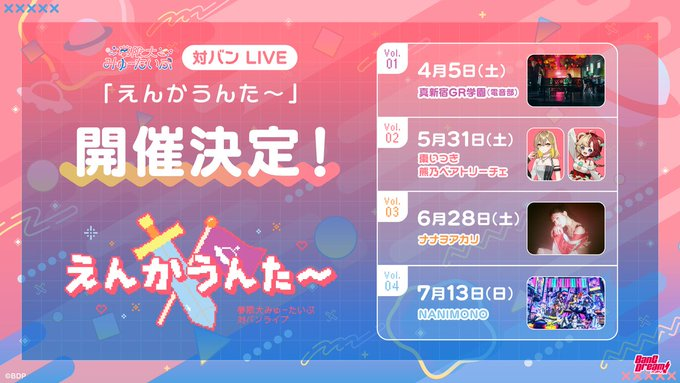 夢限大みゅーたいぷ
対バン LIVE
「えんかうんた～」
開催決定！
えんかうんた～
夢限大みゅーたいぷ
対バンライブ
Vol.
01
4月5日(土)
真新宿GR学園(電音部)
Vol.
02
5月31日(土)
棗いつき
熊乃ベアトリーチェ
Vol.
03
6月28日(土)
ナナヲアカリ
Vol.
04
7月13日(日)
NANIMONO
©BDP
BanG
Dream!